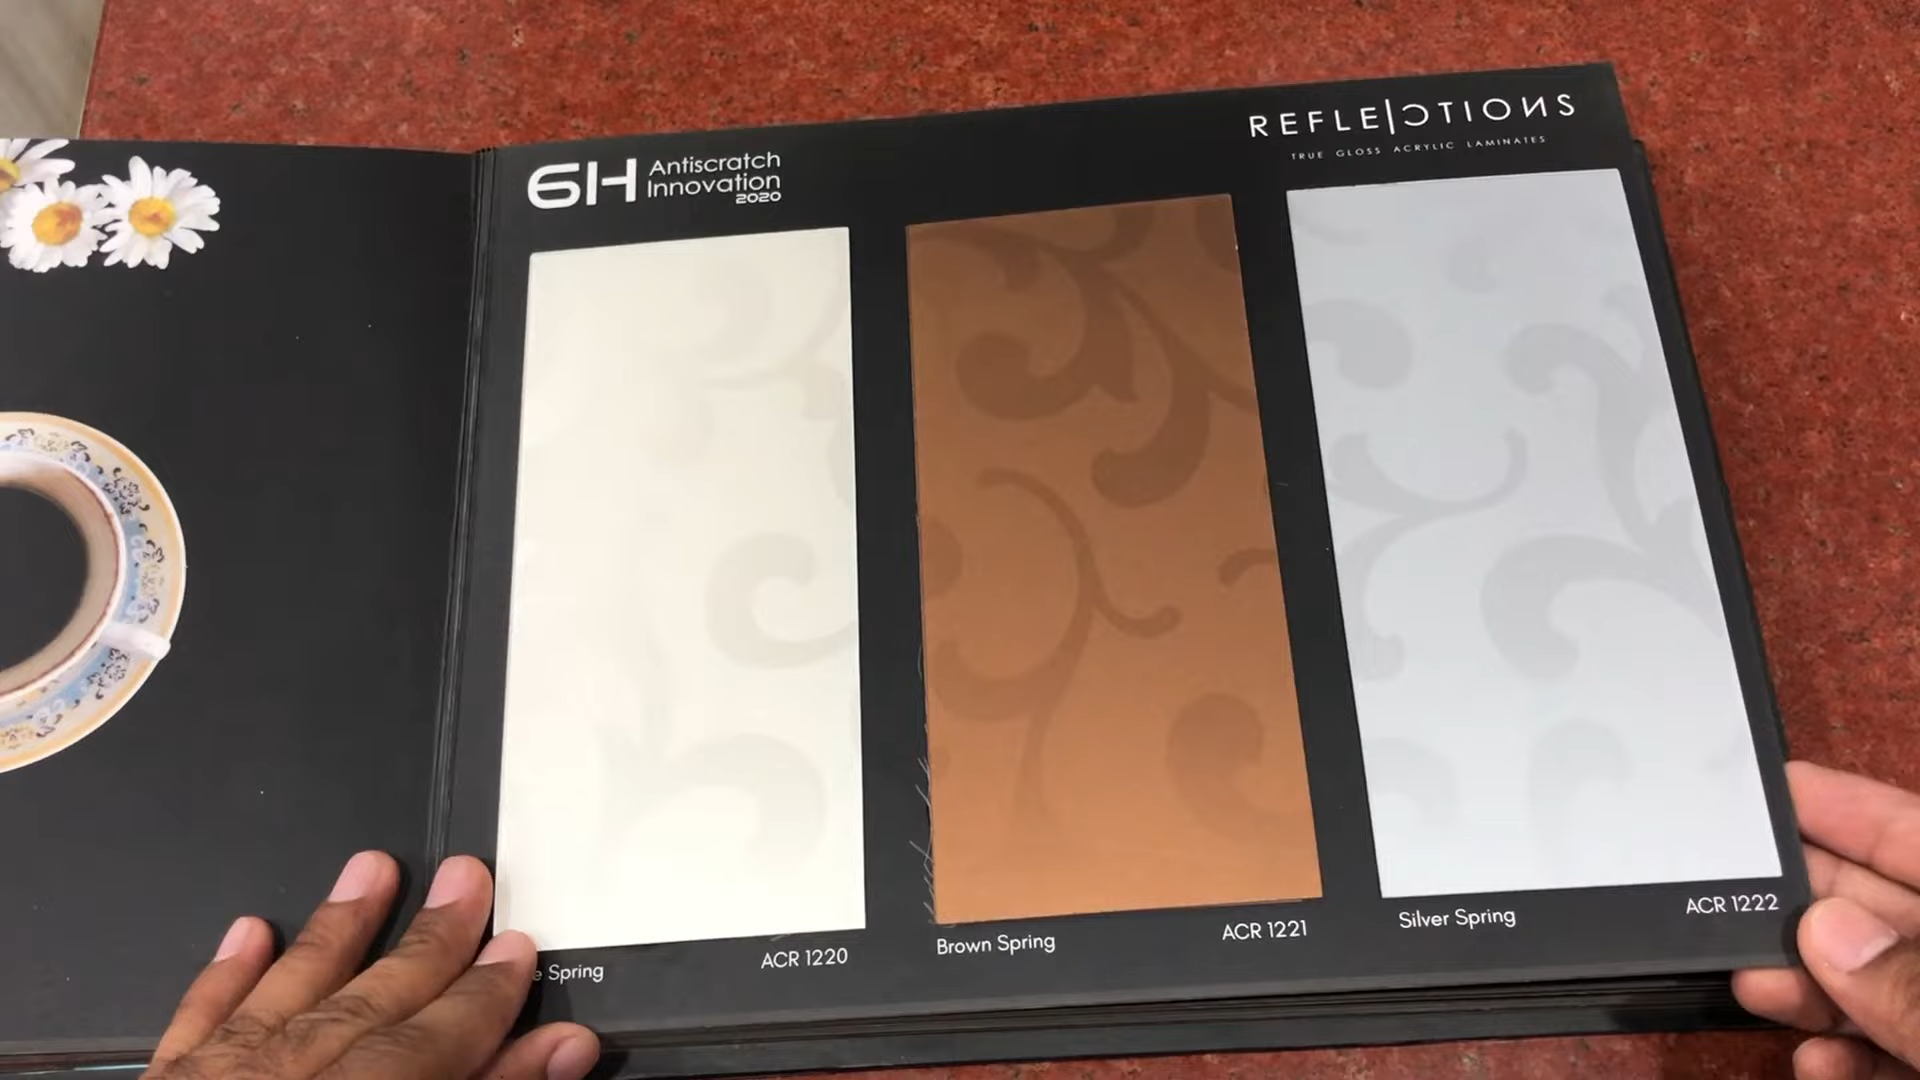 6H Antiscratch
Innovation
2020
REFLECTIONS
TRUE GLOSS ACRYLIC LAMINATES
Spring
ACR 1220
Brown Spring
ACR 1221
Silver Spring
ACR 1222